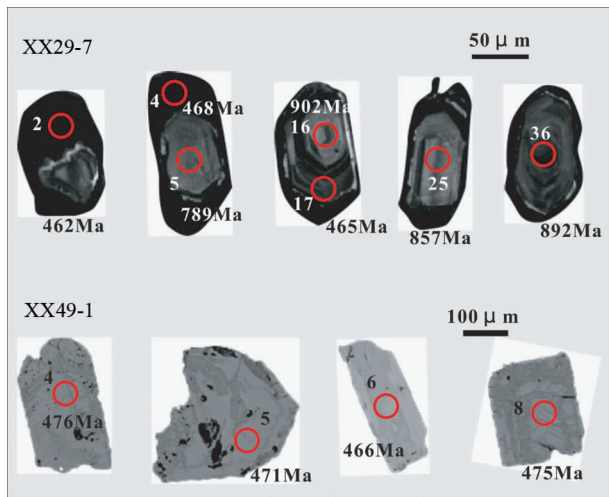 XX29-7
50 μ m
2
462Ma
4
468Ma
5
789Ma
902Ma
16
17
465Ma
25
857Ma
36
892Ma
XX49-1
100 μ m
4
476Ma
5
471Ma
6
466Ma
8
475Ma